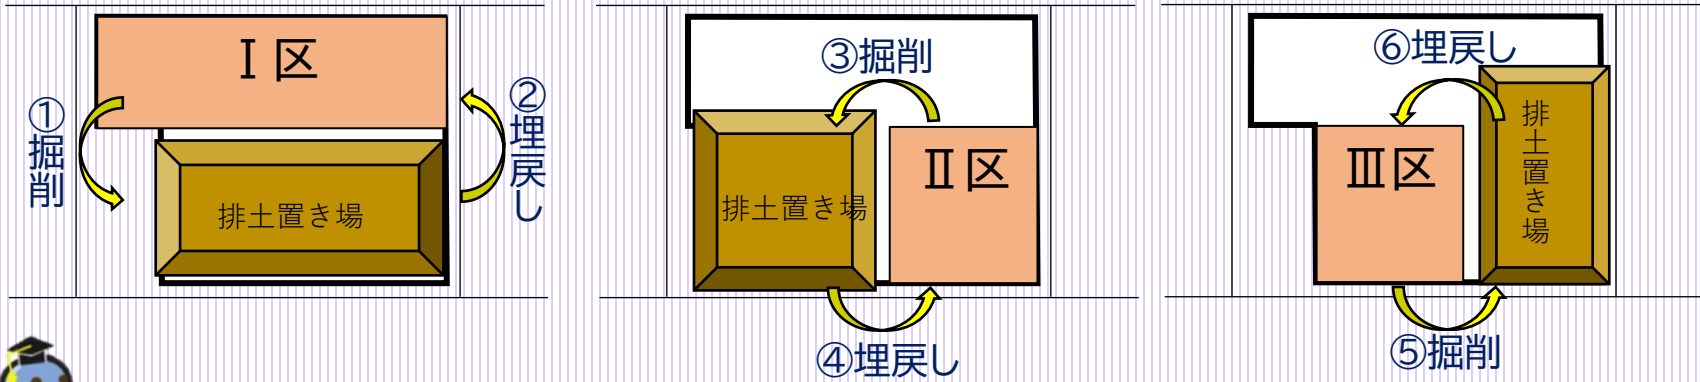 Ⅰ区
①掘削
②埋戻し
排土置き場
③掘削
Ⅱ区
排土置き場
④埋戻し
⑥埋戻し
排土置き場
Ⅲ区
⑤掘削